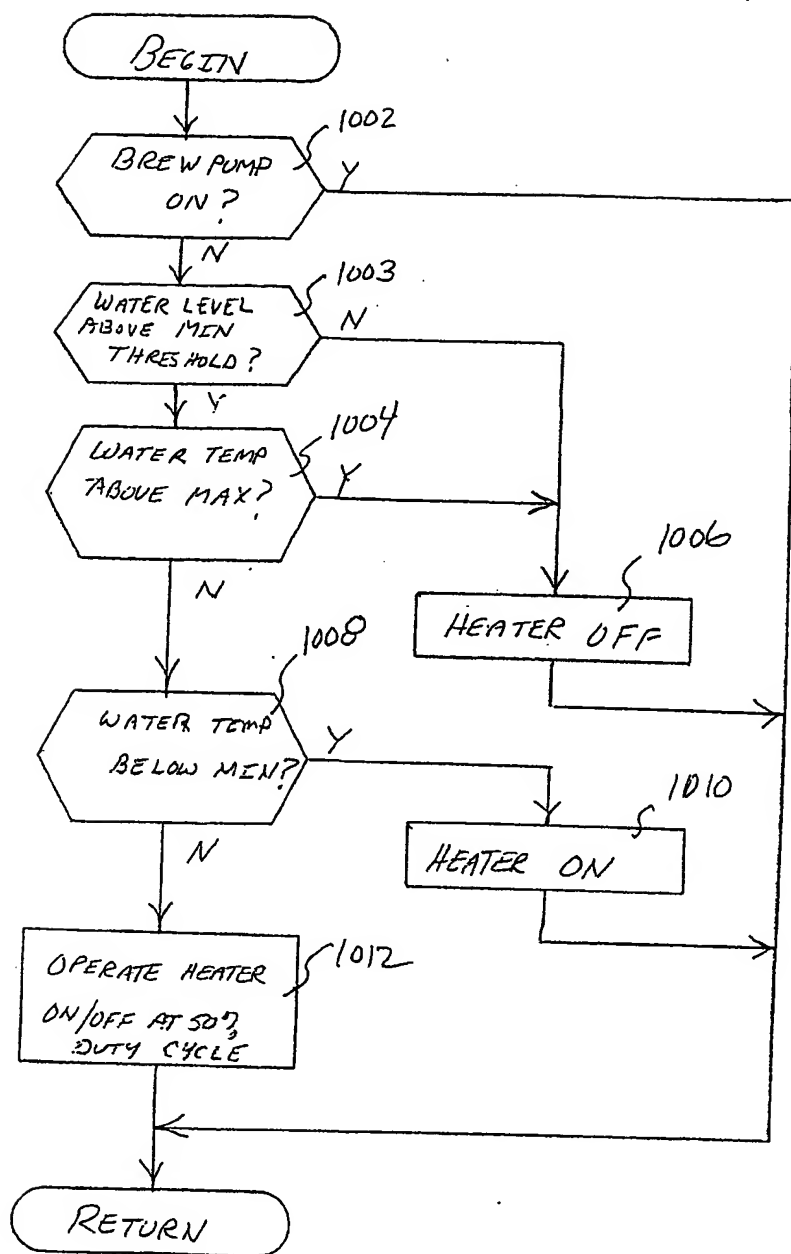 BEGIN
1002
BREW PUMP
ON?
Y
N
1003
WATER LEVEL
ABOVE MIN
THRESHOLD?
N
Y
1004
WATER TEMP
ABOVE MAX?
Y
N
1006
HEATER OFF
1008
WATER TEMP
BELOW MIN?
Y
N
1010
HEATER ON
1012
OPERATE HEATER
ON/OFF AT 50%
DUTY CYCLE
RETURN